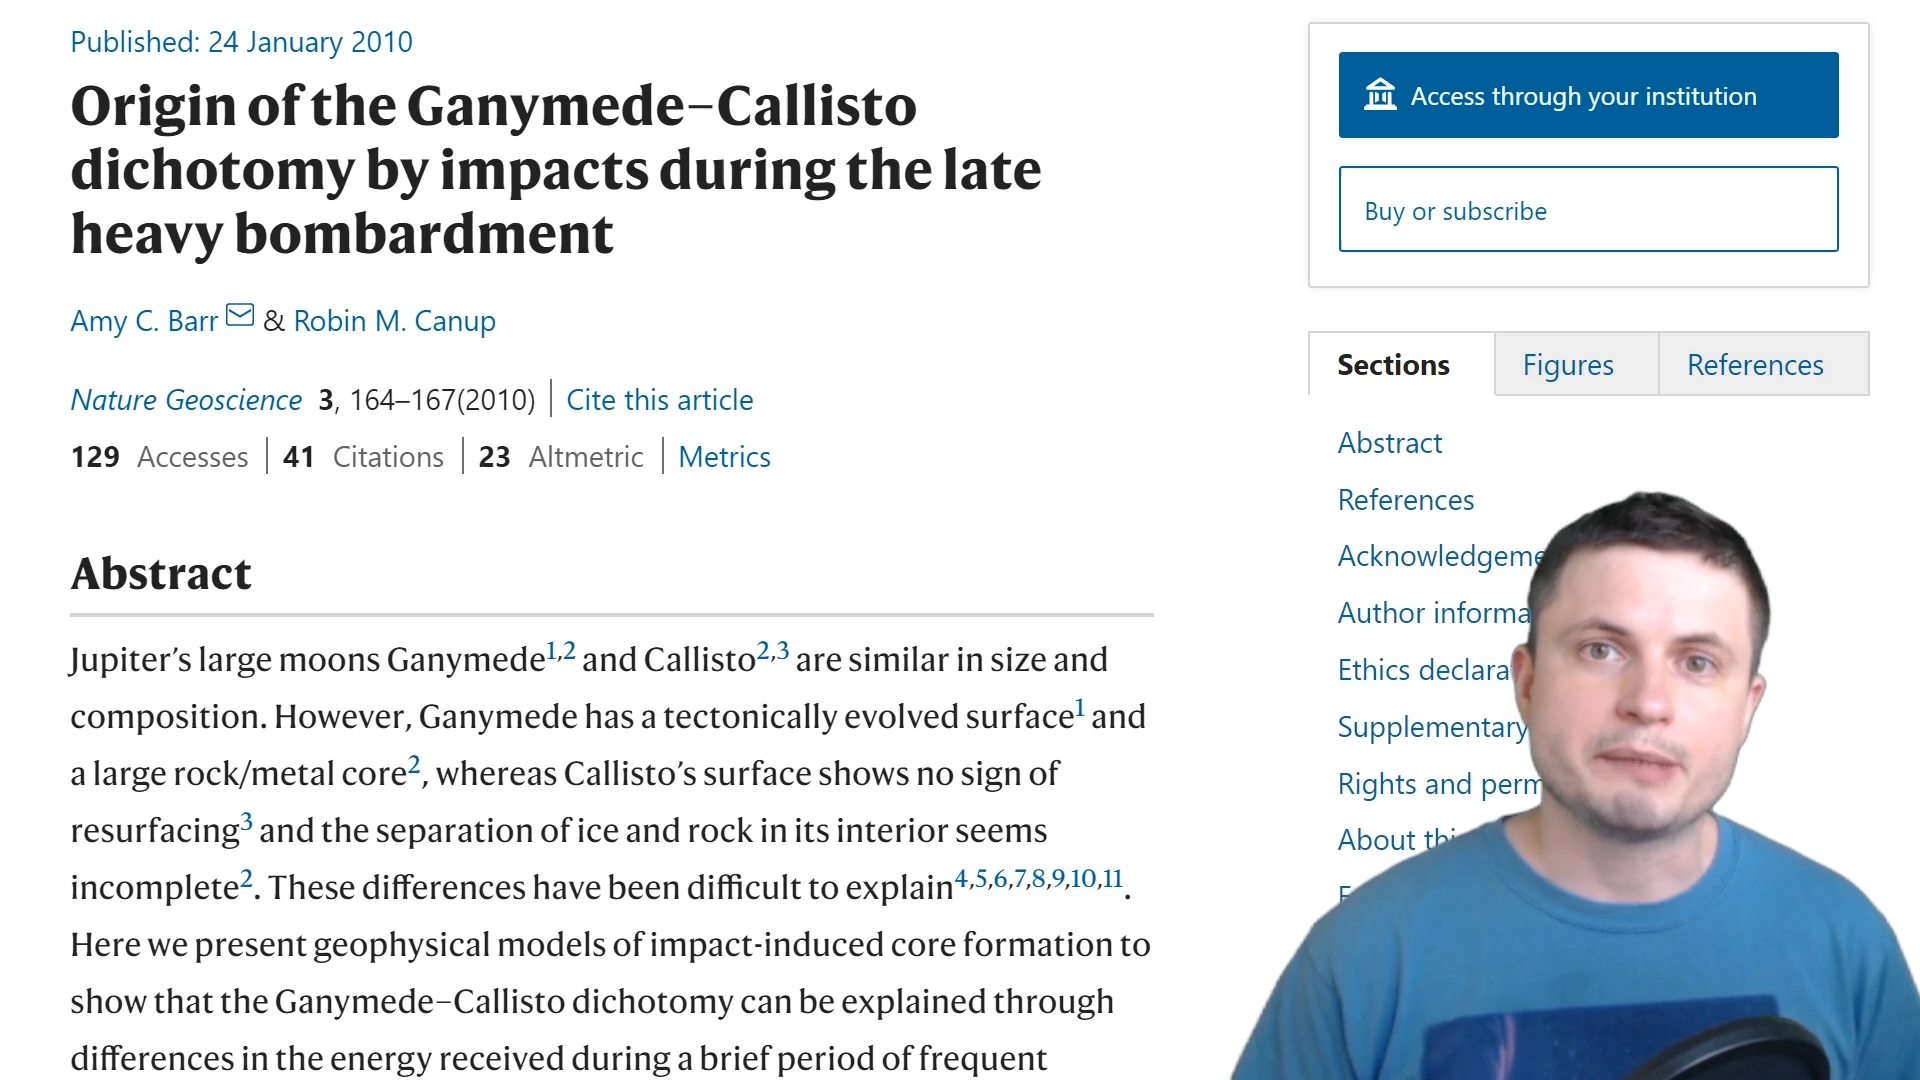 Published: 24 January 2010
Origin of the Ganymede–Callisto
dichotomy by impacts during the late
heavy bombardment
Amy C. Barr & Robin M. Canup
Nature Geoscience 3, 164–167(2010) | Cite this article
129 Accesses | 41 Citations | 23 Altmetric | Metrics
Abstract
Jupiter’s large moons Ganymede1,2 and Callisto2,3 are similar in size and
composition. However, Ganymede has a tectonically evolved surface1 and
a large rock/metal core2, whereas Callisto’s surface shows no sign of
resurfacing3 and the separation of ice and rock in its interior seems
incomplete2. These differences have been difficult to explain4,5,6,7,8,9,10,11.
Here we present geophysical models of impact-induced core formation to
show that the Ganymede–Callisto dichotomy can be explained through
differences in the energy received during a brief period of frequent
Access through your institution
Buy or subscribe
Sections Figures References
Abstract
References
Acknowledgeme
Author informa
Ethics declara
Supplementary
Rights and perm
About thi